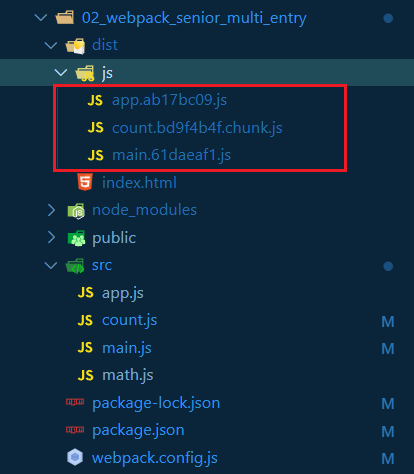 02_webpack_senior_multi_entry
dist
js
JS app.ab17bc09.js
JS count.bd9f4b4f.chunk.js
JS main.61daeaf1.js
index.html
node_modules
public
src
JS app.js
JS count.js M
JS main.js M
JS math.js
package-lock.json M
package.json M
webpack.config.js M